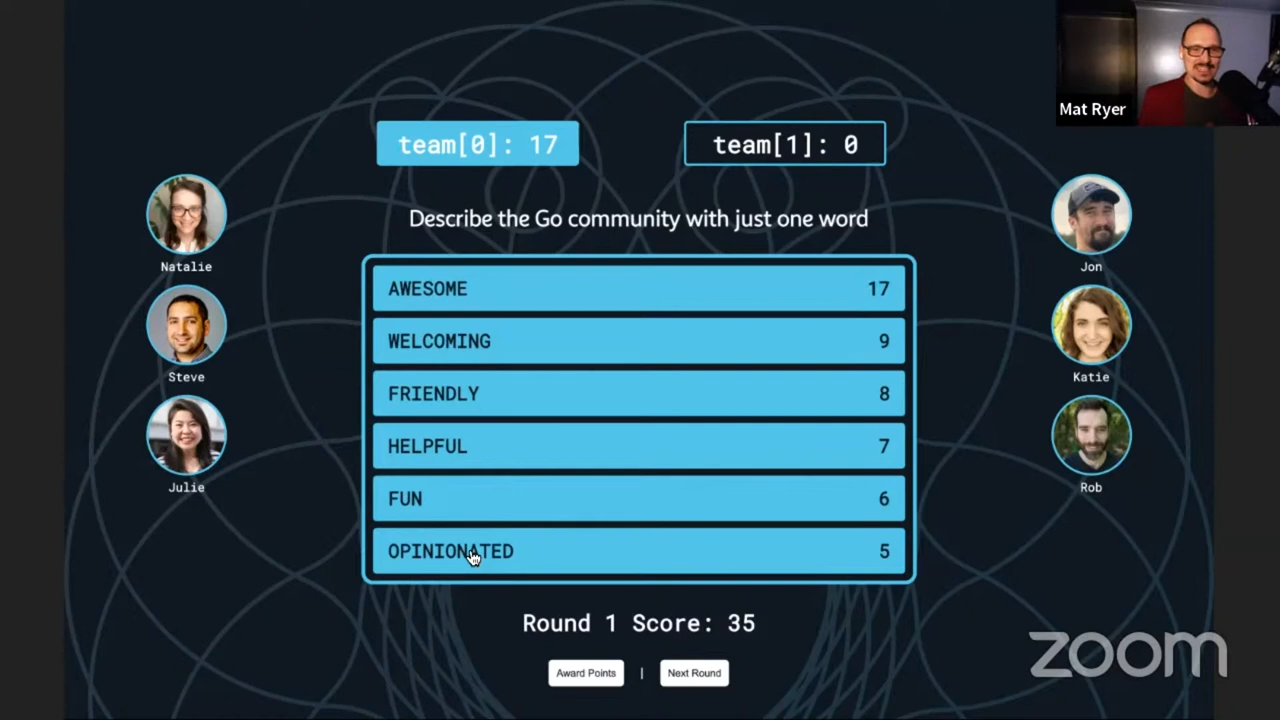 Mat Ryer
team[0]: 17
team[1]: 0
Describe the Go community with just one word
Natalie
Steve
Julie
AWESOME 17
WELCOMING 9
FRIENDLY 8
HELPFUL 7
FUN 6
OPINIONATED 5
Jon
Katie
Rob
Round 1 Score: 35
Award Points | Next Round
zoom